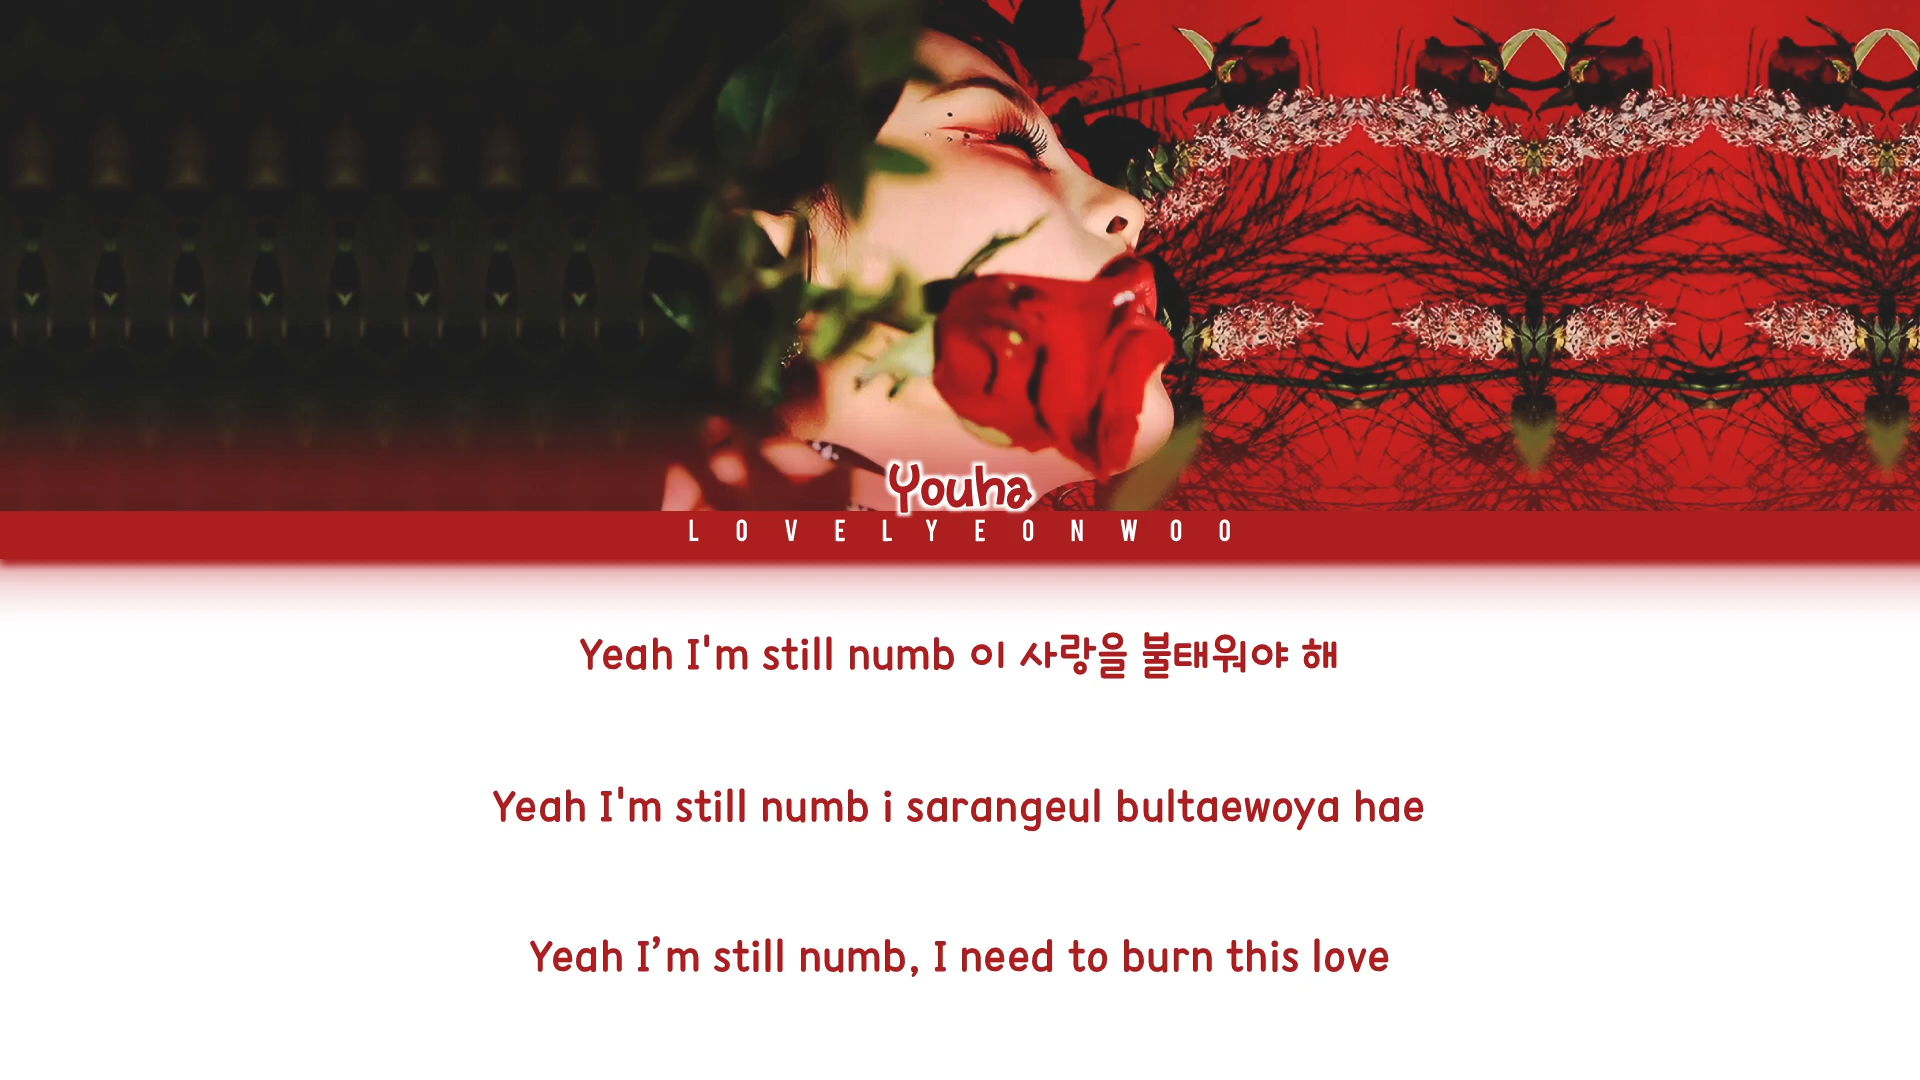 Youha
LOVELYEONWOO
Yeah I'm still numb 이 사랑을 불태워야 해
Yeah I'm still numb i sarangeul bultaewoya hae
Yeah I’m still numb, I need to burn this love